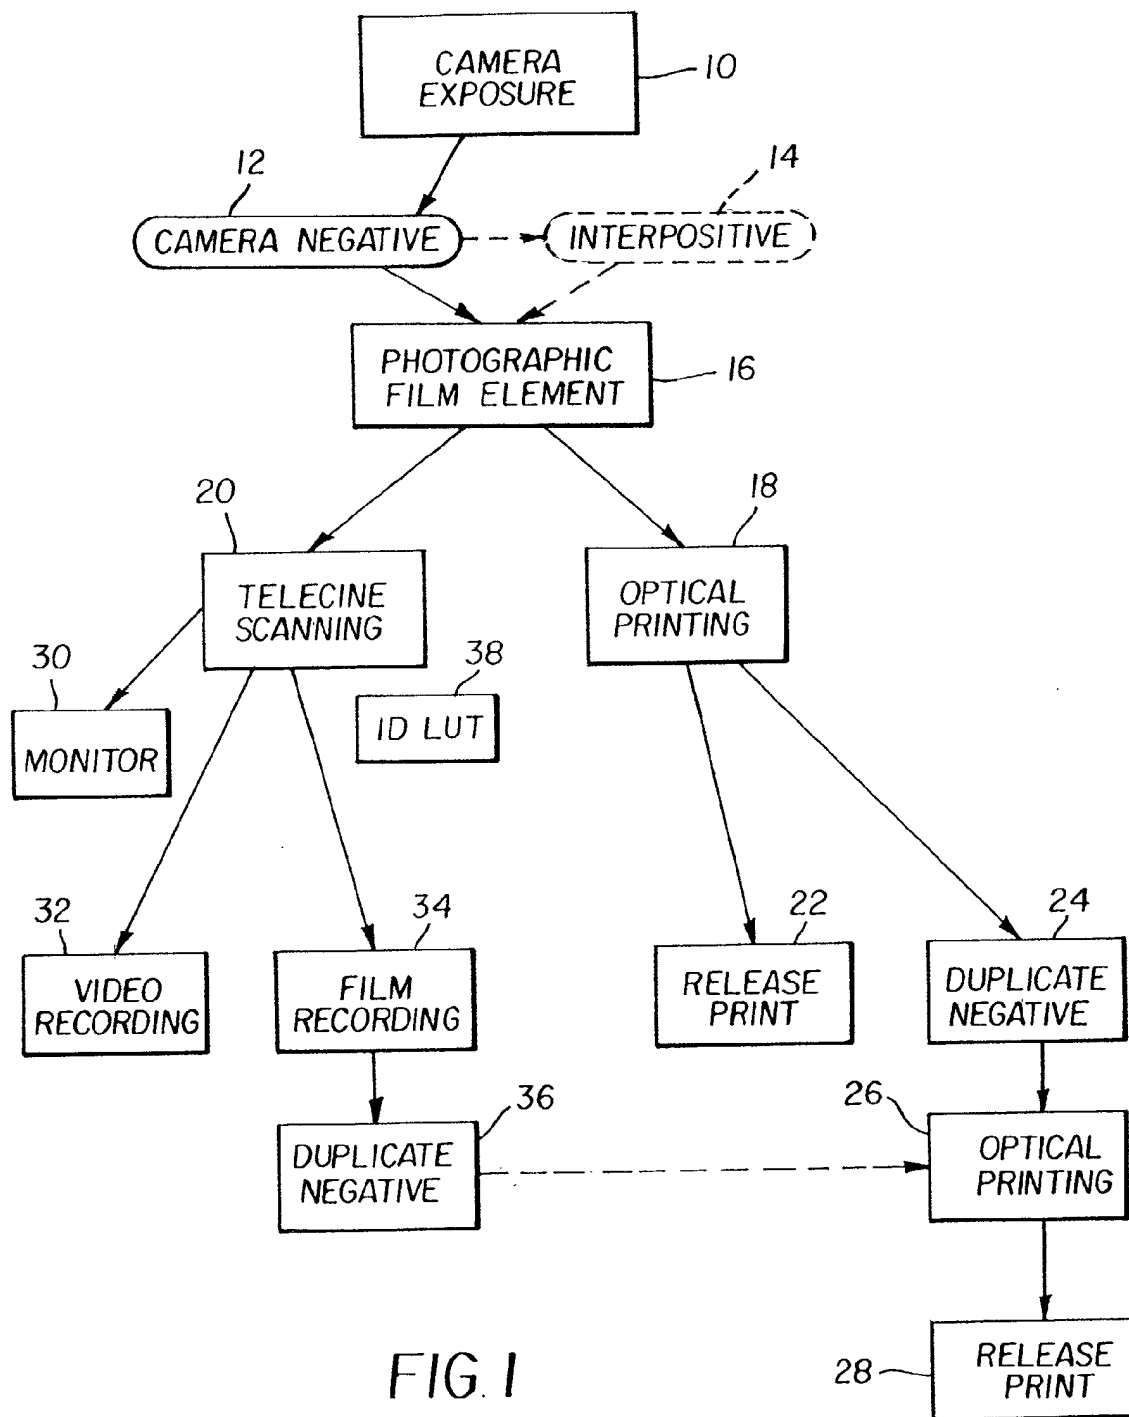 CAMERA
EXPOSURE
10
12
14
CAMERA NEGATIVE
INTERPOSITIVE
PHOTOGRAPHIC
FILM ELEMENT
16
20
18
TELECINE
SCANNING
OPTICAL
PRINTING
30
38
MONITOR
1D LUT
32
34
22
24
VIDEO
RECORDING
FILM
RECORDING
RELEASE
PRINT
DUPLICATE
NEGATIVE
36
26
DUPLICATE
NEGATIVE
OPTICAL
PRINTING
28
RELEASE
PRINT
FIG. 1